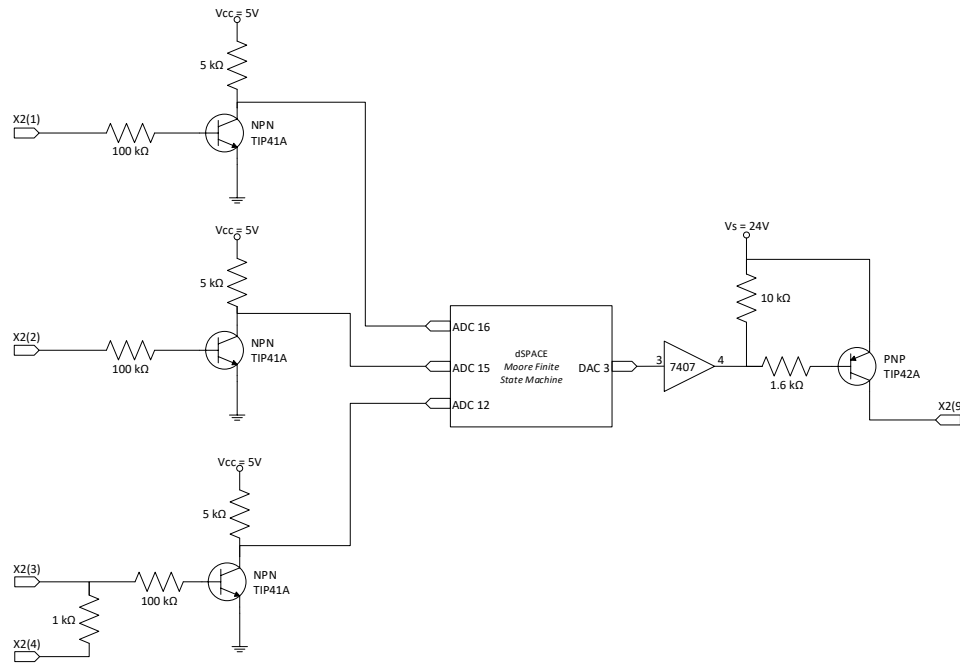 Vcc = 5V
5 kΩ
X2(1)
NPN
TIP41A
100 kΩ
Vcc = 5V
5 kΩ
X2(2)
NPN
TIP41A
100 kΩ
Vcc = 5V
5 kΩ
X2(3)
NPN
TIP41A
100 kΩ
1 kΩ
X2(4)
ADC 16
dSPACE
Moore Finite
State Machine
ADC 15
DAC 3
ADC 12
3
7407
4
Vs = 24V
10 kΩ
1.6 kΩ
PNP
TIP42A
X2(9